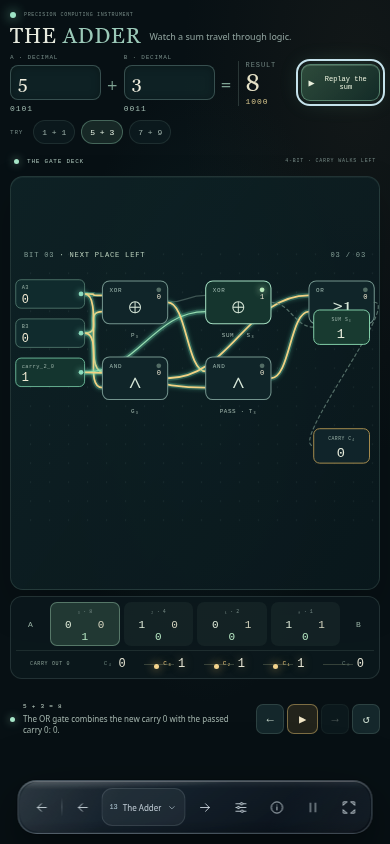 PRECISION COMPUTING INSTRUMENT
THE ADDER Watch a sum travel through logic.
A · DECIMAL B · DECIMAL RESULT
5 + 3 = 8
0101 0011 1000
▶ Replay the sum
TRY 1 + 1 5 + 3 7 + 9
THE GATE DECK 4-BIT · CARRY WALKS LEFT
BIT 03 · NEXT PLACE LEFT 03 / 03
A3
0
B3
0
carry_2_0
1
XOR 0
⊕
P₃
XOR 1
⊕
SUM · S₃
OR 0
≥1
SUM S₃
1
AND 0
∧
G₃
AND 0
∧
PASS · T₃
CARRY C₄
0
A B
0 0
1
1 0
0
0 1
0
1 1
0
CARRY OUT 0 0 1 1 1 0
5 + 3 = 8
The OR gate combines the new carry 0 with the passed
carry 0: 0.
← ▶ → ↺
13 The Adder